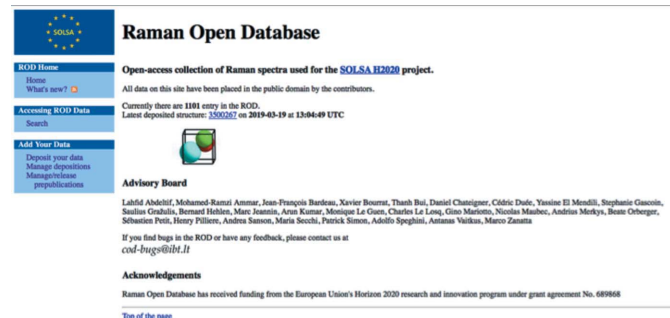 SOLSA
Raman Open Database
ROD Home
Home
What's new?
Accessing ROD Data
Search
Add Your Data
Deposit your data
Manage depositions
Manage/release
prepublications
Open-access collection of Raman spectra used for the SOLSA H2020 project.
All data on this site have been placed in the public domain by the contributors.
Currently there are 1101 entry in the ROD.
Latest deposited structure: 3500267 on 2019-03-19 at 13:04:49 UTC
Advisory Board
Lahfid Abdeltif, Mohamed-Ramzi Ammar, Jean-François Bardeau, Xavier Bourrat, Thanh Bui, Daniel Chateigner, Cédric Duée, Yassine El Mendili, Stephanie Gascoin,
Saulius Gražulis, Bernard Hehlen, Marc Jeannin, Arun Kumar, Monique Le Guen, Charles Le Losq, Gino Mariotto, Nicolas Maubec, Andrius Merkys, Beate Orberger,
Sébastien Petit, Henry Pilliere, Andrea Sanson, Maria Secchi, Patrick Simon, Adolfo Speghini, Antanas Vaitkus, Marco Zanatta
If you find bugs in the ROD or have any feedback, please contact us at
cod-bugs@ibt.lt
Acknowledgements
Raman Open Database has received funding from the European Union's Horizon 2020 research and innovation program under grant agreement No. 689868
Top of the page